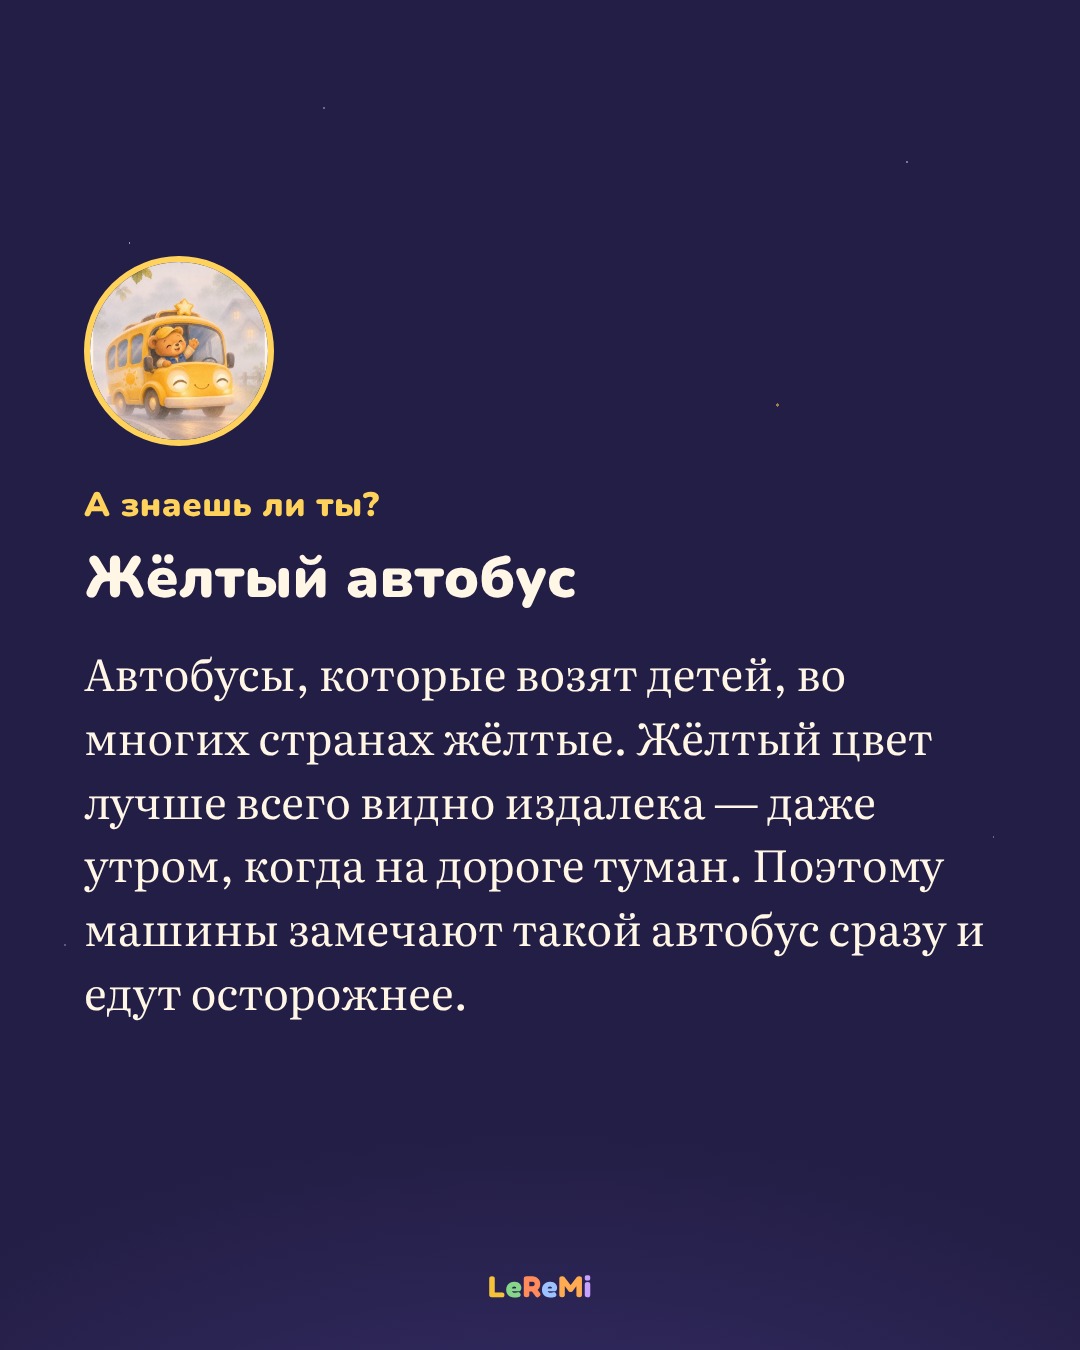 А знаешь ли ты?
Жёлтый автобус
Автобусы, которые возят детей, во
многих странах жёлтые. Жёлтый цвет
лучше всего видно издалека — даже
утром, когда на дороге туман. Поэтому
машины замечают такой автобус сразу и
едут осторожнее.
LeReMi